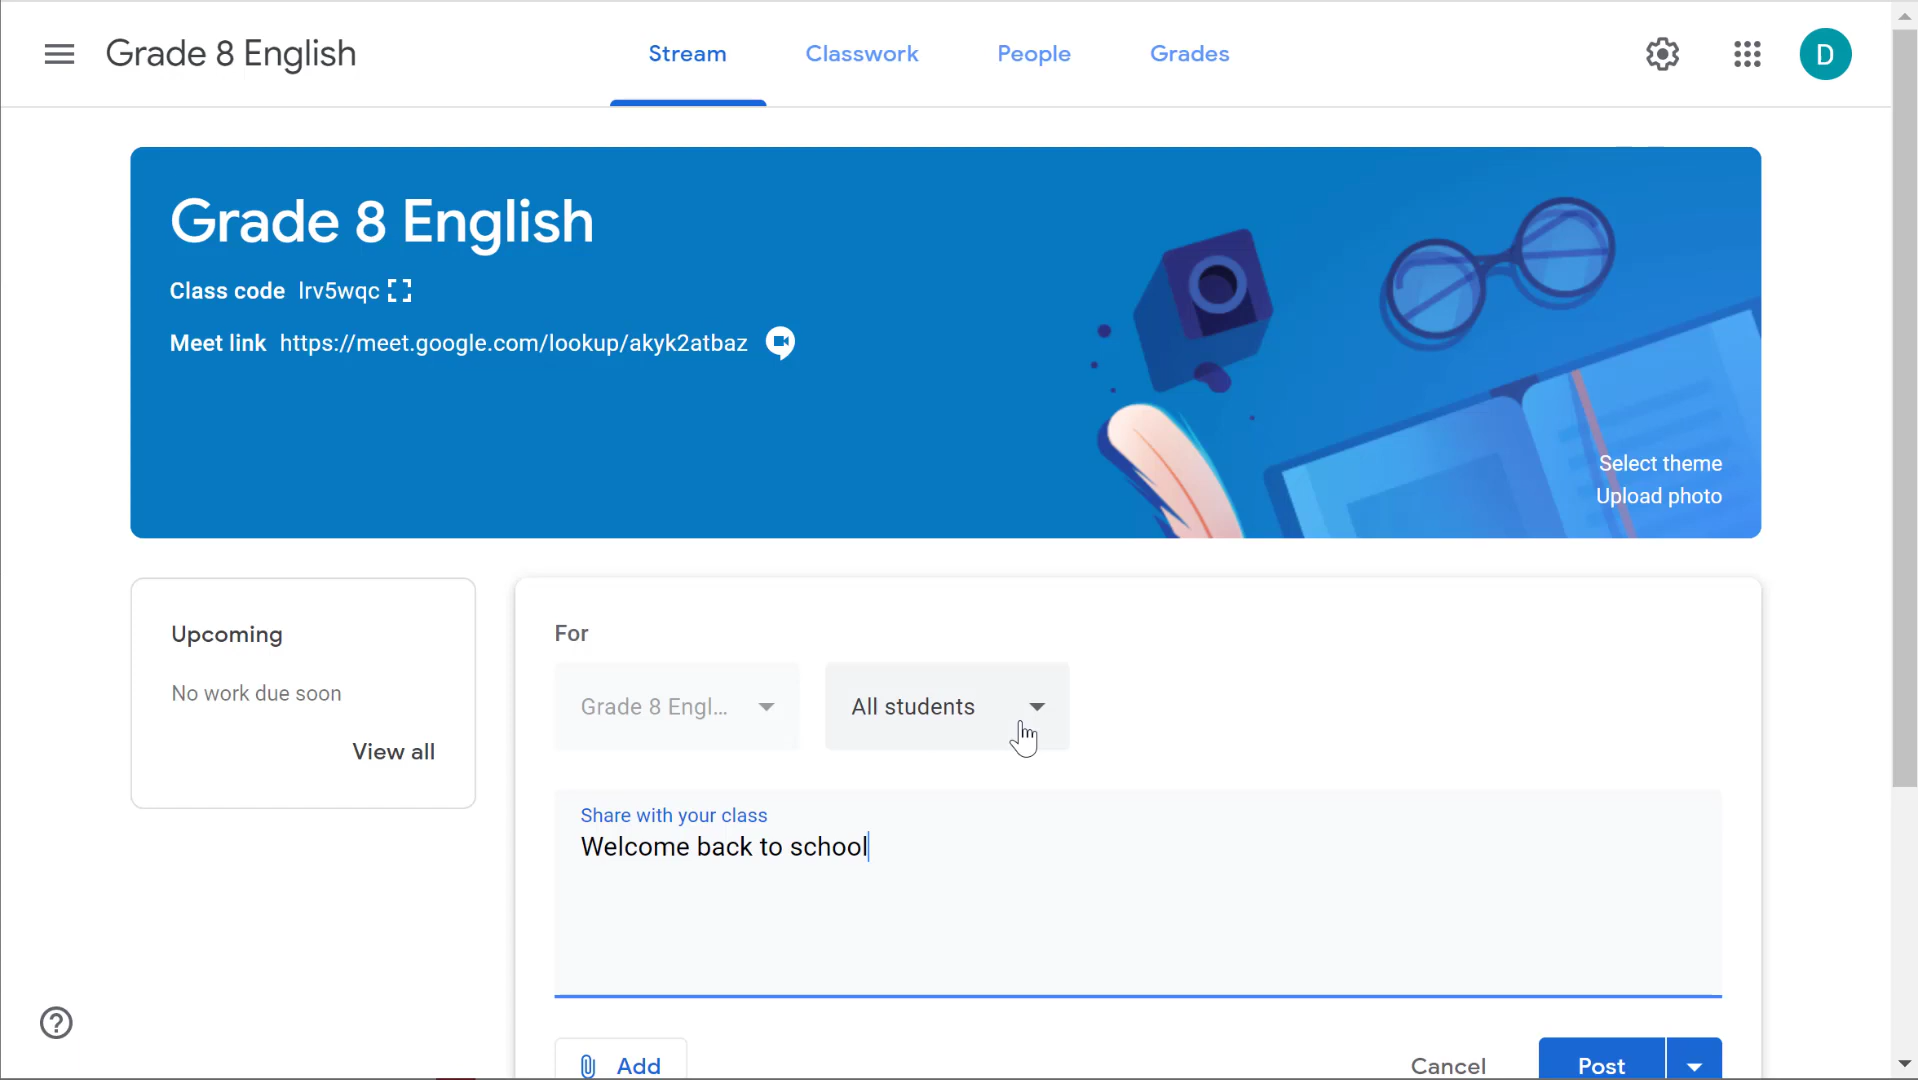 Grade 8 English
Stream
Classwork
People
Grades
D
Grade 8 English
Class code lrv5wqc
Meet link https://meet.google.com/lookup/akyk2atbaz
Select theme
Upload photo
Upcoming
No work due soon
View all
For
Grade 8 Engl...
All students
Share with your class
Welcome back to school
Add
Cancel
Post